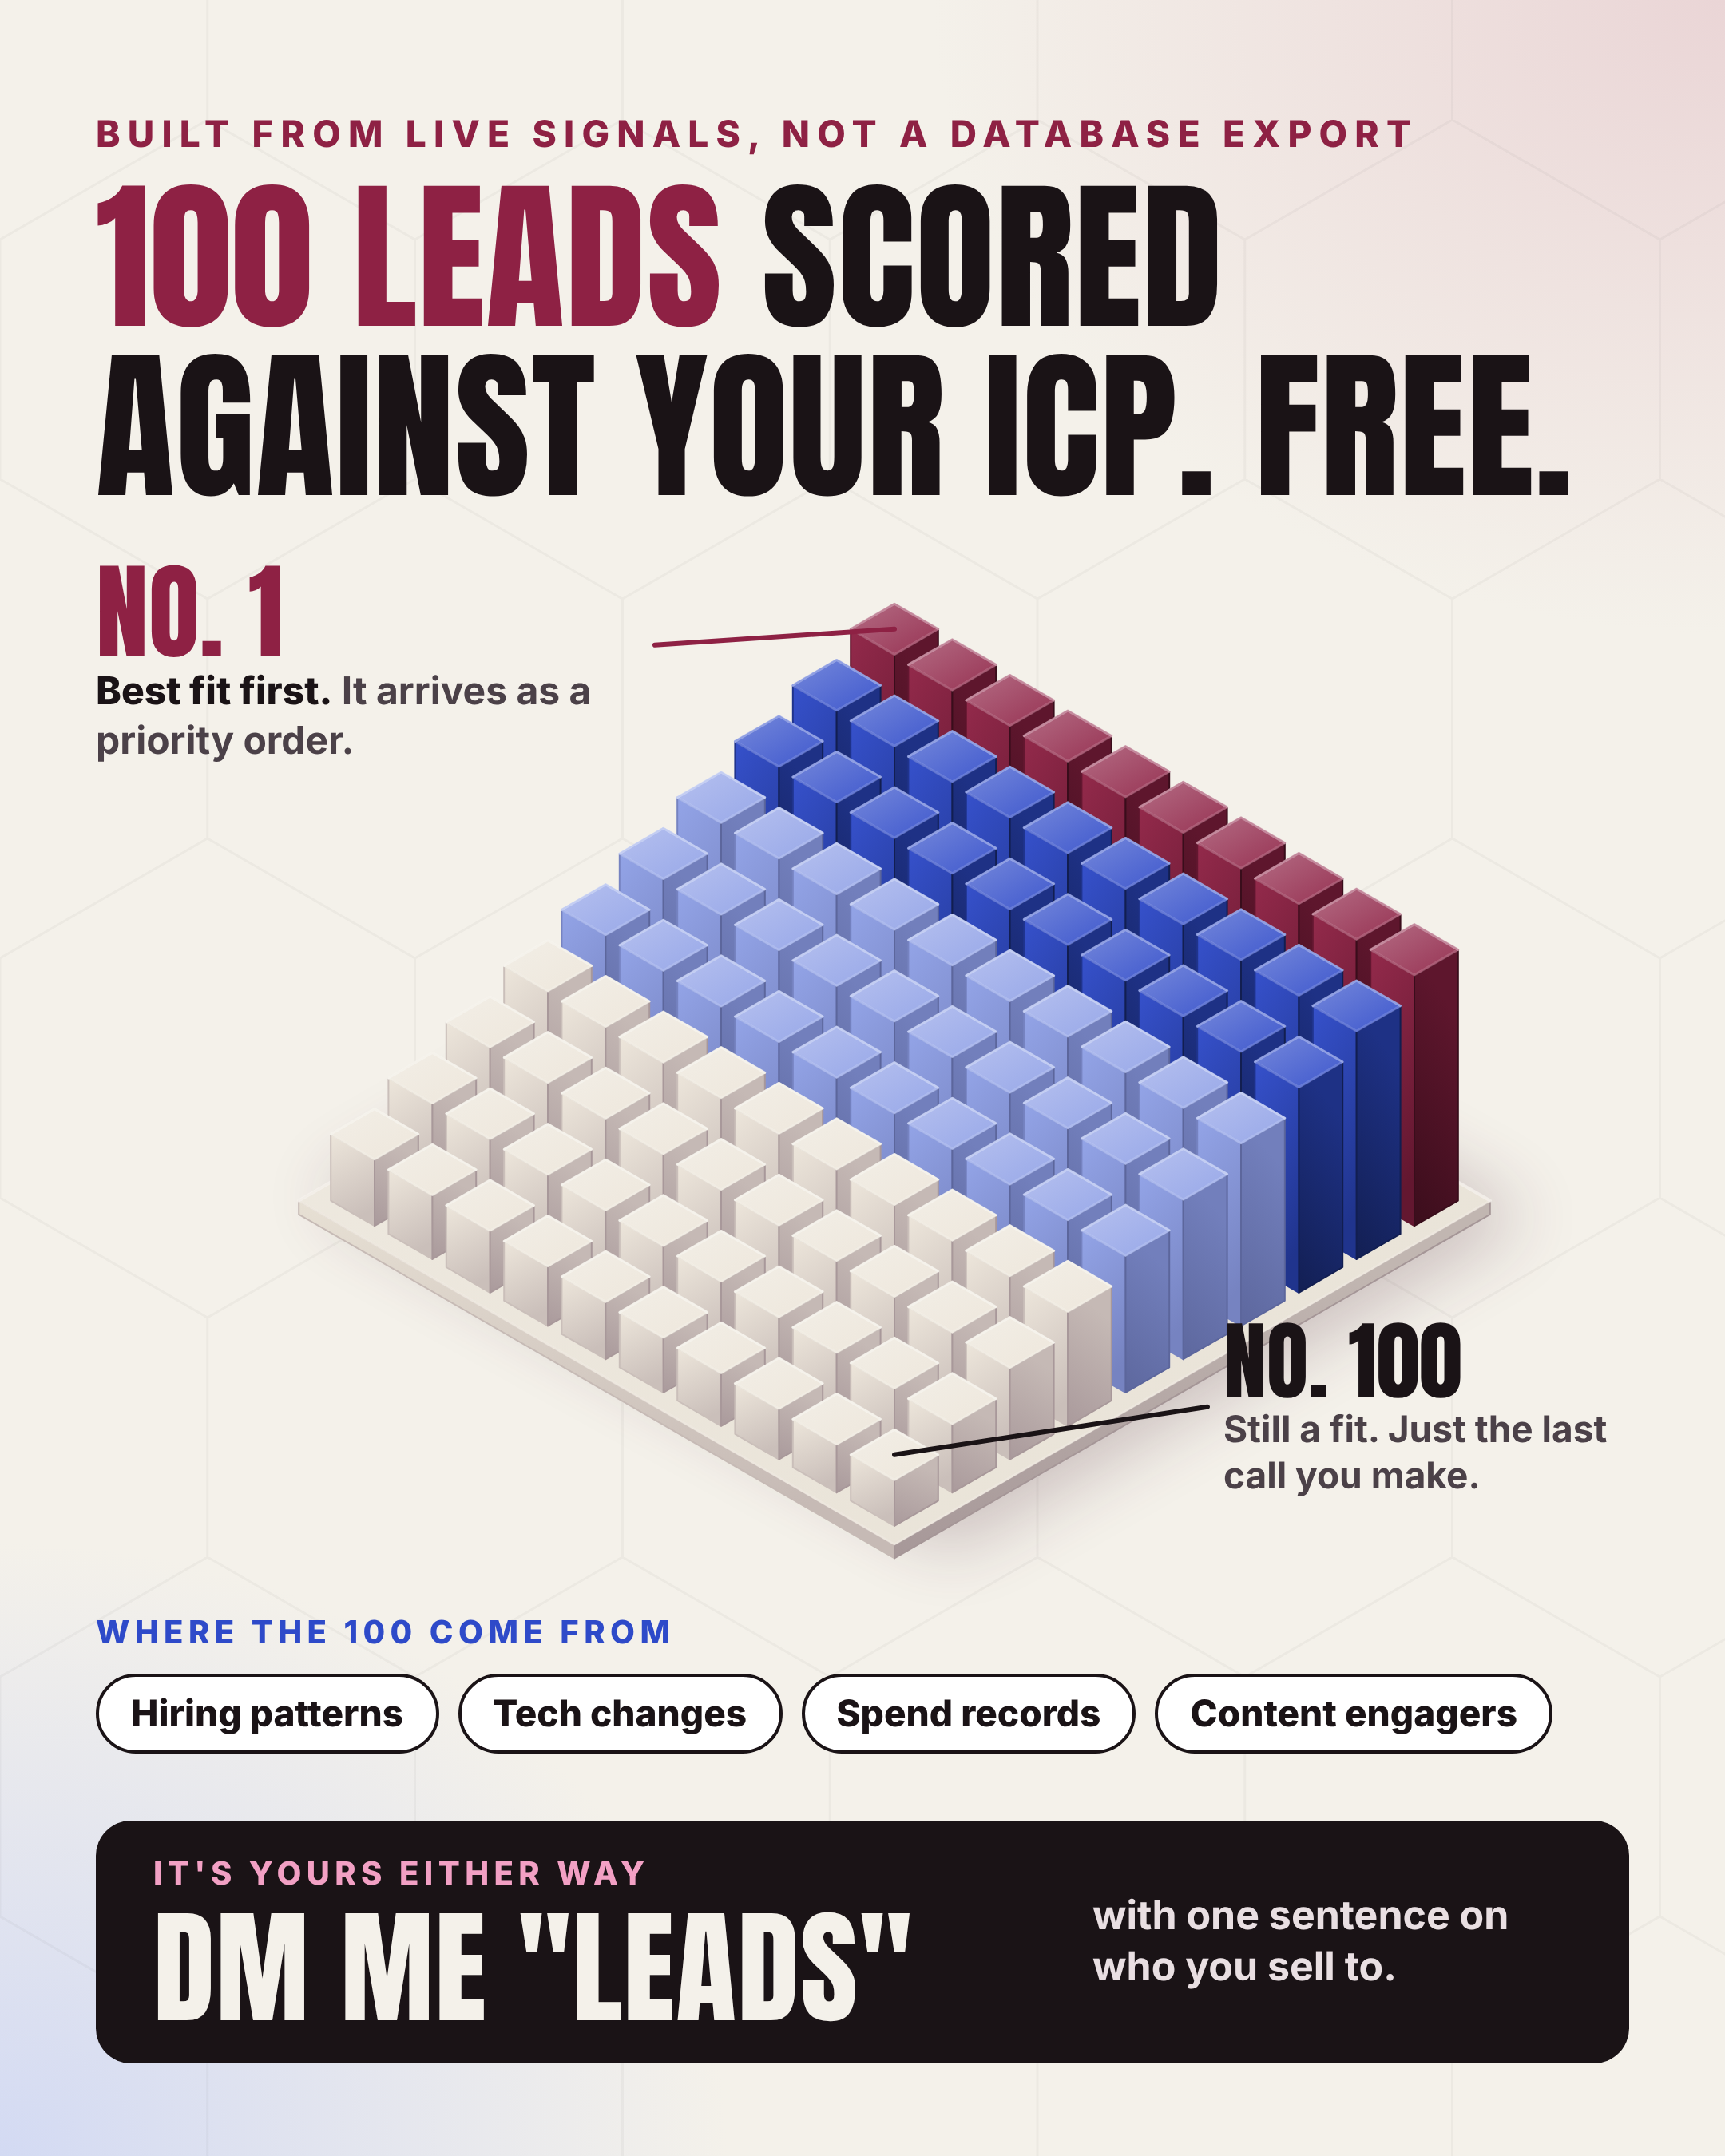 BUILT FROM LIVE SIGNALS, NOT A DATABASE EXPORT
100 LEADS SCORED
AGAINST YOUR ICP. FREE.
NO. 1
Best fit first. It arrives as a
priority order.
NO. 100
Still a fit. Just the last
call you make.
WHERE THE 100 COME FROM
Hiring patterns
Tech changes
Spend records
Content engagers
IT'S YOURS EITHER WAY
DM ME "LEADS"
with one sentence on
who you sell to.